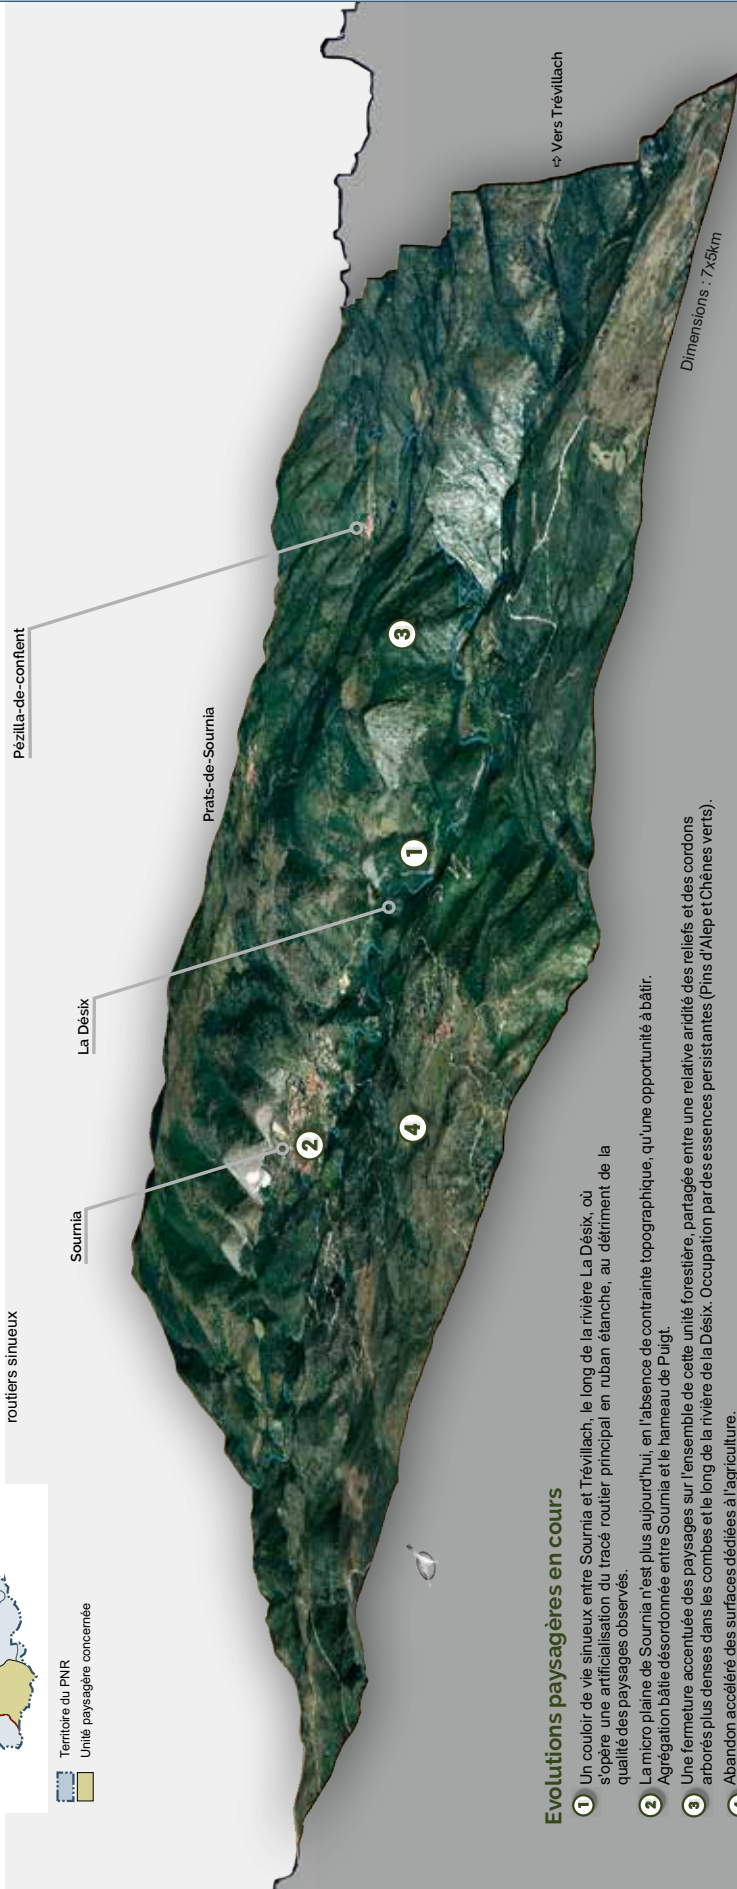 routiers sinueux
Territoire du PNR
Unité paysagère concernée
Sournia
La Désix
Prats-de-Sournia
Pézilla-de-conflent
⇨ Vers Trévillach
Dimensions : 7x5km
1
2
3
4
Evolutions paysagères en cours
1 Un couloir de vie sinueux entre Sournia et Trévillach, le long de la rivière La Désix, où
s'opère une artificialisation du tracé routier principal en ruban étanche, au détriment de la
qualité des paysages observés.
2 La micro plaine de Sournia n'est plus aujourd'hui, en l'absence de contrainte topographique, qu'une opportunité à bâtir.
Agrégation bâtie désordonnée entre Sournia et le hameau de Puigt.
3 Une fermeture accentuée des paysages sur l'ensemble de cette unité forestière, partagée entre une relative aridité des reliefs et des cordons
arborés plus denses dans les combes et le long de la rivière de la Désix. Occupation par des essences persistantes (Pins d'Alep et Chênes verts).
4 Abandon accéléré des surfaces dédiées à l'agriculture.